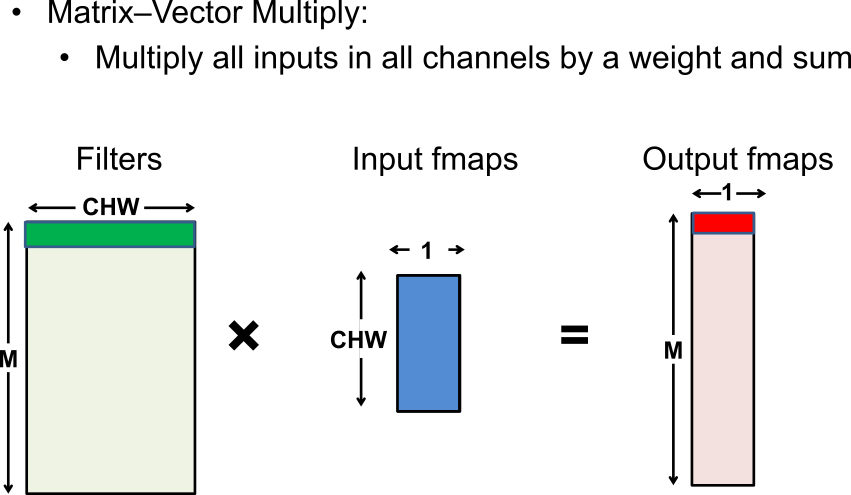 • Matrix–Vector Multiply:
• Multiply all inputs in all channels by a weight and sum
Filters
Input fmaps
Output fmaps
CHW
1
1
M
×
CHW
=
M